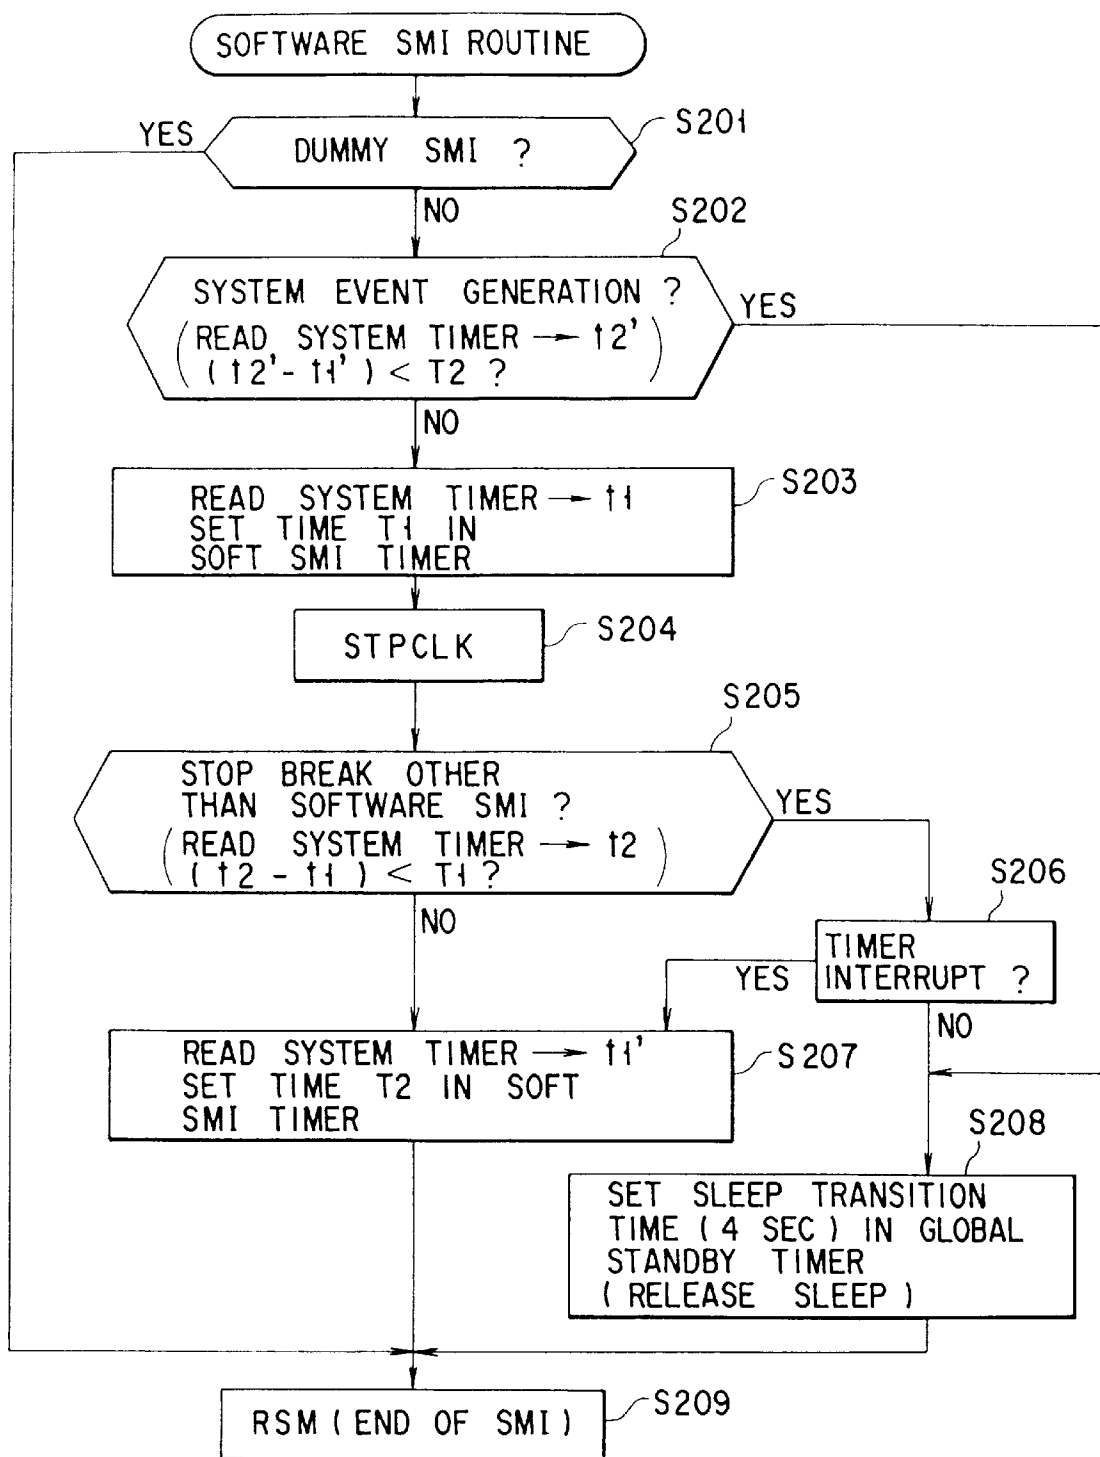 SOFTWARE SMI ROUTINE
S201
YES
DUMMY SMI ?
NO
S202
SYSTEM EVENT GENERATION ?
YES
(READ SYSTEM TIMER → t2'
(t2'-t1') < T2 ?)
NO
S203
READ SYSTEM TIMER → t1
SET TIME T1 IN
SOFT SMI TIMER
S204
STPCLK
S205
STOP BREAK OTHER
THAN SOFTWARE SMI ?
YES
(READ SYSTEM TIMER → t2
(t2 - t1) < T1 ?)
S206
NO
TIMER
INTERRUPT ?
YES
NO
READ SYSTEM TIMER → t1'
SET TIME T2 IN SOFT
SMI TIMER
S207
S208
SET SLEEP TRANSITION
TIME (4 SEC) IN GLOBAL
STANDBY TIMER
(RELEASE SLEEP)
S209
RSM (END OF SMI)